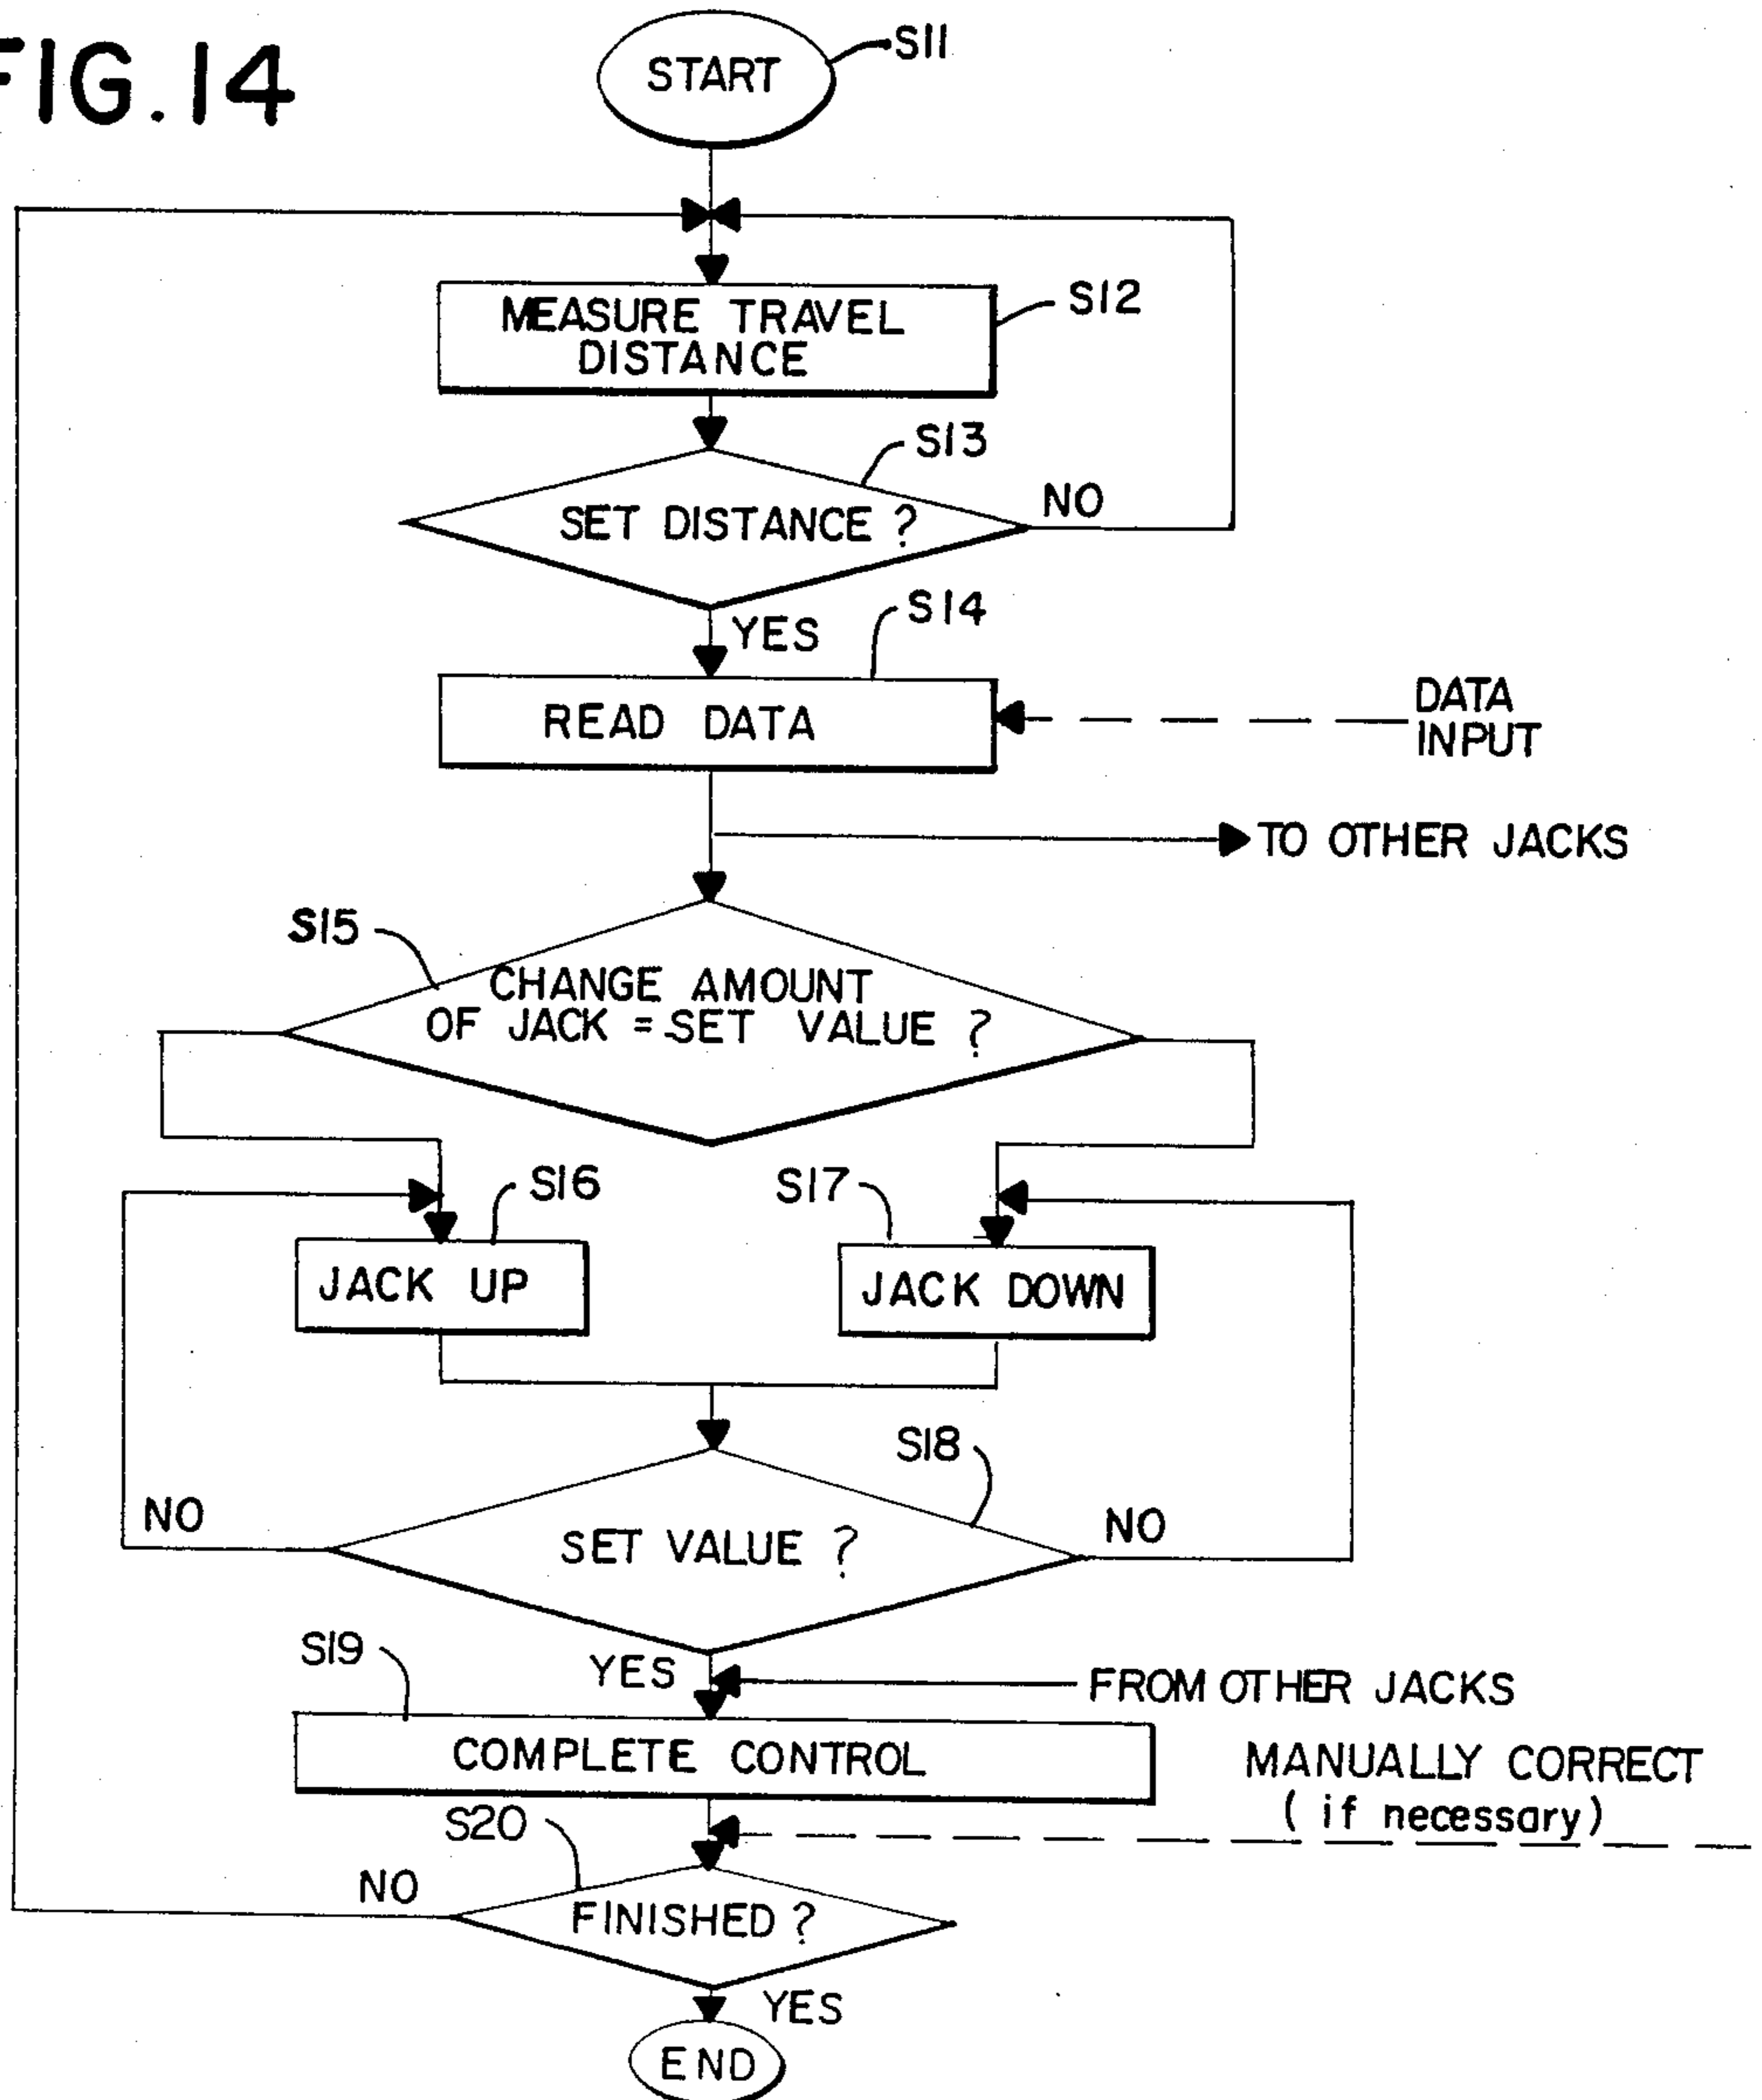 FIG. 14
START
S11
MEASURE TRAVEL
DISTANCE
S12
S13
SET DISTANCE ?
NO
YES
S14
READ DATA
DATA
INPUT
TO OTHER JACKS
S15
CHANGE AMOUNT
OF JACK = SET VALUE ?
S16
S17
JACK UP
JACK DOWN
S18
NO
SET VALUE ?
NO
S19
YES
FROM OTHER JACKS
COMPLETE CONTROL
MANUALLY CORRECT
( if necessary)
S20
NO
FINISHED ?
YES
END